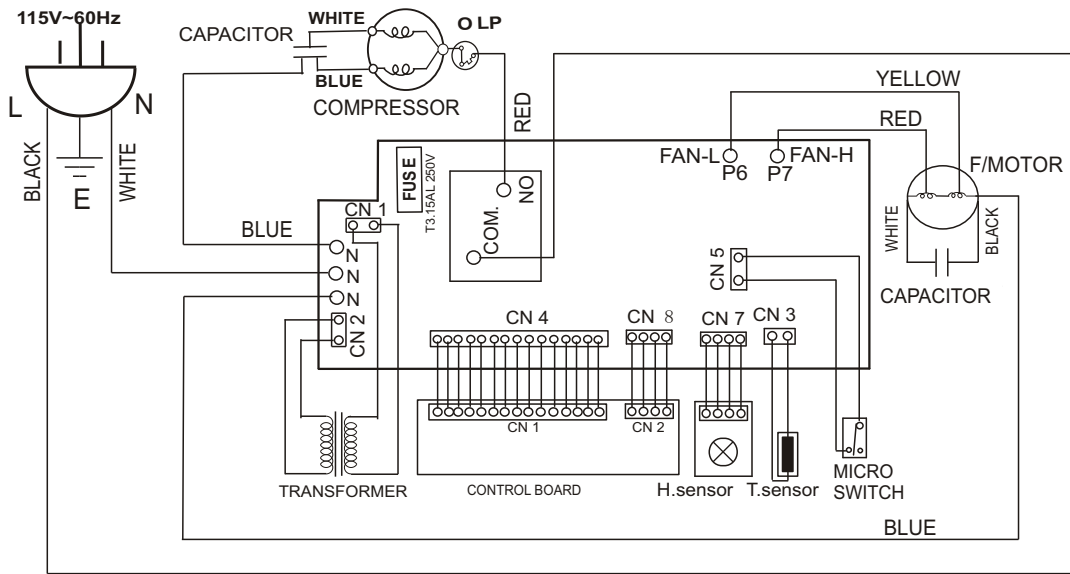 115V~60Hz
WHITE
O LP
CAPACITOR
BLUE
COMPRESSOR
YELLOW
RED
L
N
BLACK
WHITE
E
RED
FUSE
T3.15AL 250V
FAN-L
P6
FAN-H
P7
F/MOTOR
WHITE
BLACK
CAPACITOR
NO
COM.
CN 1
BLUE
N
N
N
CN 2
CN 5
CN 4
CN 8
CN 7
CN 3
CN 1
CN 2
TRANSFORMER
CONTROL BOARD
H.sensor
T.sensor
MICRO
SWITCH
BLUE